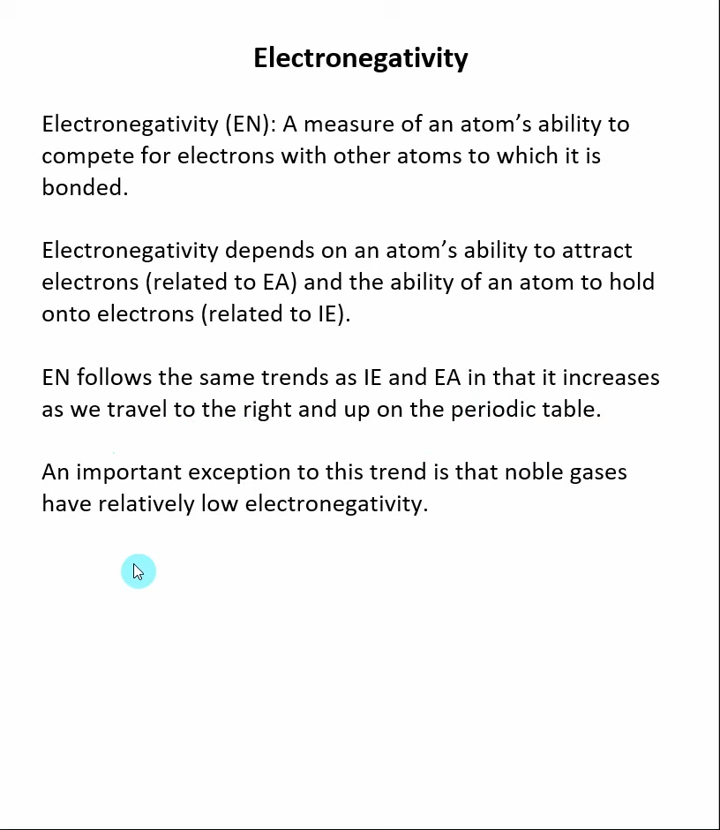 Electronegativity
Electronegativity (EN): A measure of an atom’s ability to
compete for electrons with other atoms to which it is
bonded.
Electronegativity depends on an atom’s ability to attract
electrons (related to EA) and the ability of an atom to hold
onto electrons (related to IE).
EN follows the same trends as IE and EA in that it increases
as we travel to the right and up on the periodic table.
An important exception to this trend is that noble gases
have relatively low electronegativity.